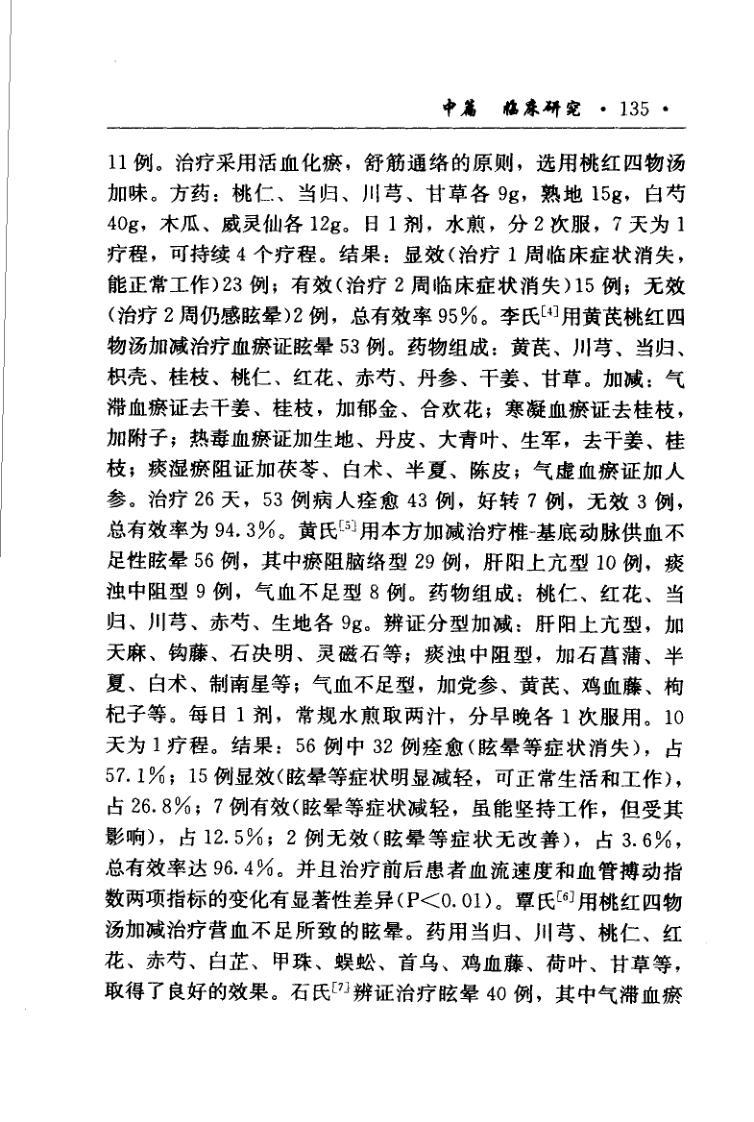 中篇 临床研究 · 135 ·
11 例。治疗采用活血化瘀，舒筋通络的原则，选用桃红四物汤
加味。方药：桃仁、当归、川芎、甘草各 9g，熟地 15g，白芍
40g，木瓜、威灵仙各 12g。日 1 剂，水煎，分 2 次服，7 天为 1
疗程，可持续 4 个疗程。结果：显效（治疗 1 周临床症状消失，
能正常工作）23 例；有效（治疗 2 周临床症状消失）15 例；无效
（治疗 2 周仍感眩晕）2 例，总有效率 95%。李氏[4]用黄芪桃红四
物汤加减治疗血瘀证眩晕 53 例。药物组成：黄芪、川芎、当归、
枳壳、桂枝、桃仁、红花、赤芍、丹参、干姜、甘草。加减：气
滞血瘀证去干姜、桂枝，加郁金、合欢花；寒凝血瘀证去桂枝，
加附子；热毒血瘀证加生地、丹皮、大青叶、生军，去干姜、桂
枝；痰湿瘀阻证加茯苓、白术、半夏、陈皮；气虚血瘀证加人
参。治疗 26 天，53 例病人痊愈 43 例，好转 7 例，无效 3 例，
总有效率为 94.3%。黄氏[5]用本方加减治疗椎-基底动脉供血不
足性眩晕 56 例，其中瘀阻脑络型 29 例，肝阳上亢型 10 例，痰
浊中阻型 9 例，气血不足型 8 例。药物组成：桃仁、红花、当
归、川芎、赤芍、生地各 9g。辨证分型加减：肝阳上亢型，加
天麻、钩藤、石决明、灵磁石等；痰浊中阻型，加石菖蒲、半
夏、白术、制南星等；气血不足型，加党参、黄芪、鸡血藤、枸
杞子等。每日 1 剂，常规水煎取两汁，分早晚各 1 次服用。10
天为 1 疗程。结果：56 例中 32 例痊愈（眩晕等症状消失），占
57.1%；15 例显效（眩晕等症状明显减轻，可正常生活和工作），
占 26.8%；7 例有效（眩晕等症状减轻，虽能坚持工作，但受其
影响），占 12.5%；2 例无效（眩晕等症状无改善），占 3.6%，
总有效率达 96.4%。并且治疗前后患者血流速度和血管搏动指
数两项指标的变化有显著性差异（P<0.01）。覃氏[6]用桃红四物
汤加减治疗营血不足所致的眩晕。药用当归、川芎、桃仁、红
花、赤芍、白芷、甲珠、蜈蚣、首乌、鸡血藤、荷叶、甘草等，
取得了良好的效果。石氏[7]辨证治疗眩晕 40 例，其中气滞血瘀